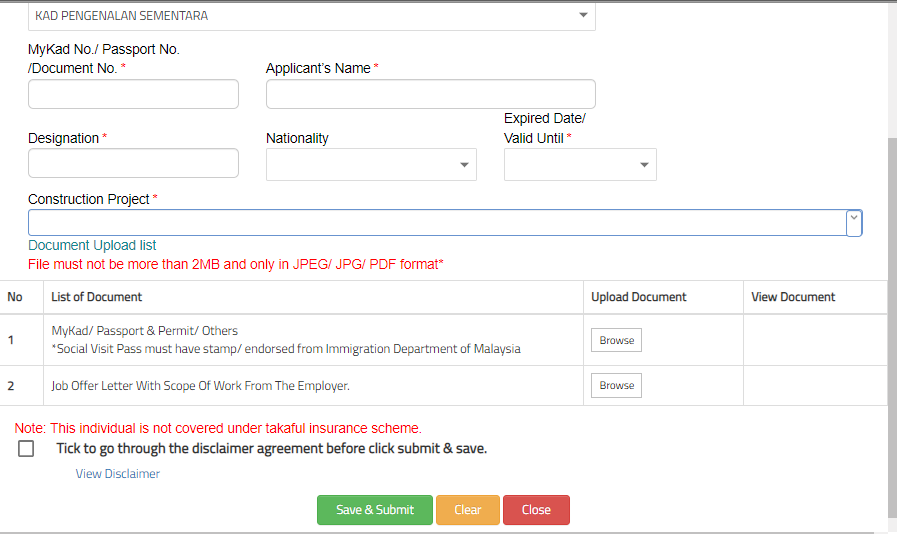 KAD PENGENALAN SEMENTARA
MyKad No./ Passport No.
/Document No. *
Applicant's Name *
Designation *
Nationality
Expired Date/
Valid Until *
Construction Project *
Document Upload list
File must not be more than 2MB and only in JPEG/ JPG/ PDF format*
No List of Document Upload Document View Document
1 MyKad/ Passport & Permit/ Others Browse
*Social Visit Pass must have stamp/ endorsed from Immigration Department of Malaysia
2 Job Offer Letter With Scope Of Work From The Employer. Browse
Note: This individual is not covered under takaful insurance scheme.
Tick to go through the disclaimer agreement before click submit & save.
View Disclaimer
Save & Submit Clear Close